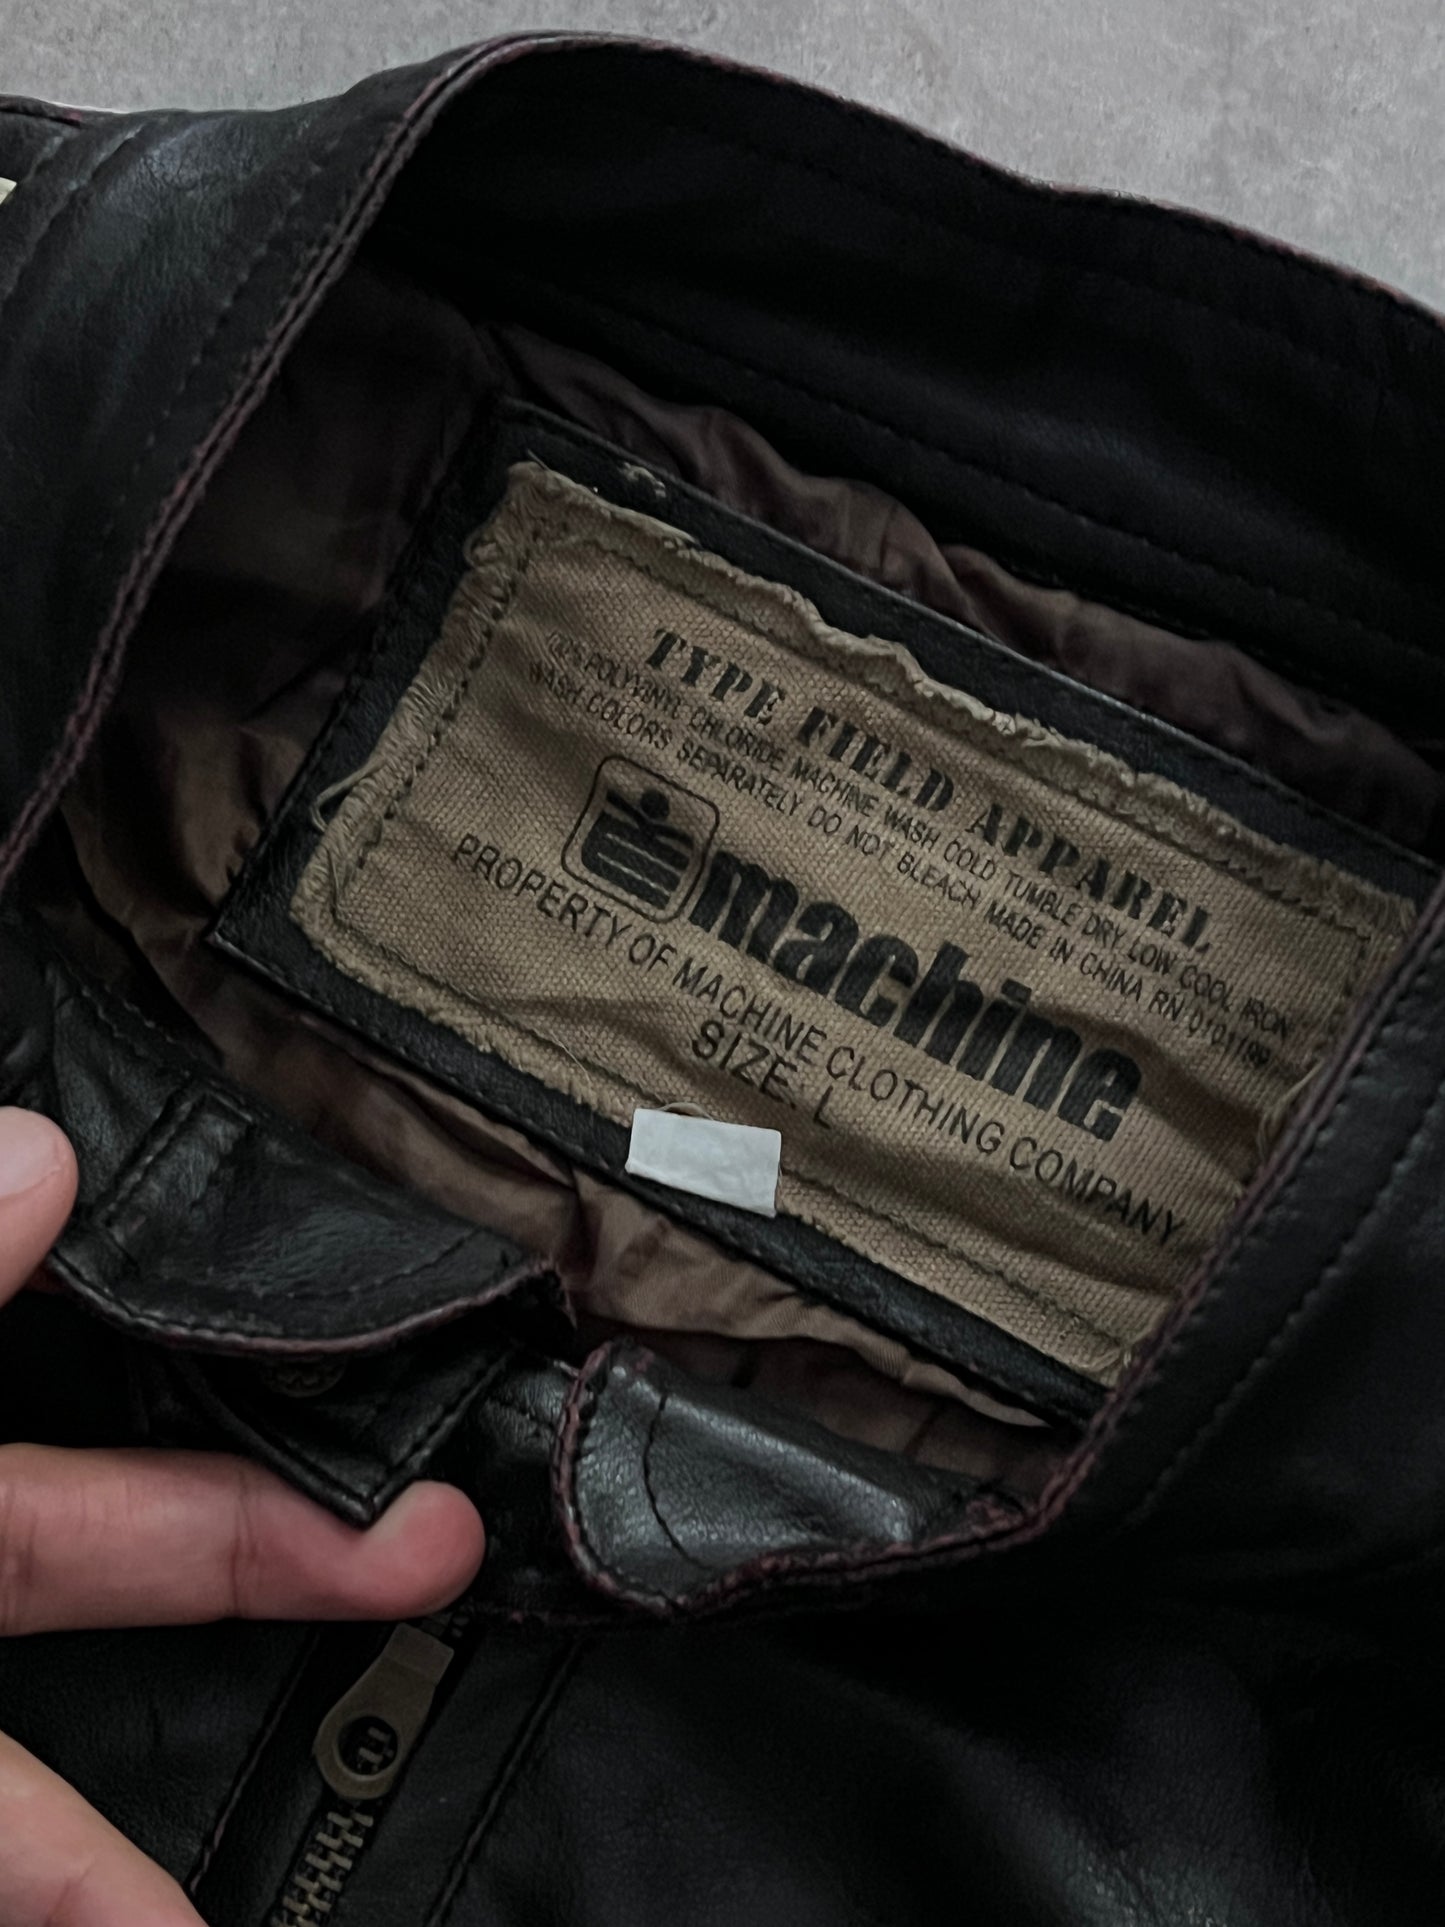 TYPE FIELD APPAREL
POLYVINYL CHLORIDE MACHINE WASH COLD TUMBLE DRY LOW COOL IRON
WASH COLORS SEPARATELY DO NOT BLEACH MADE IN CHINA RN
machine
PROPERTY OF MACHINE CLOTHING COMPANY
SIZE: L